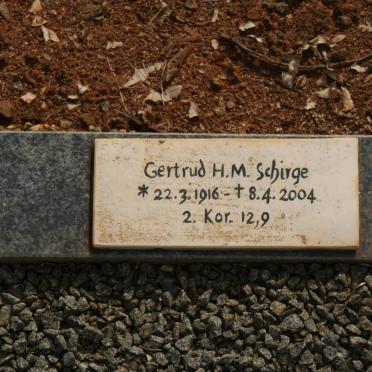 Gertrud H.M. Schirge
* 22.3.1916 - † 8.4.2004
2. Kor. 12,9